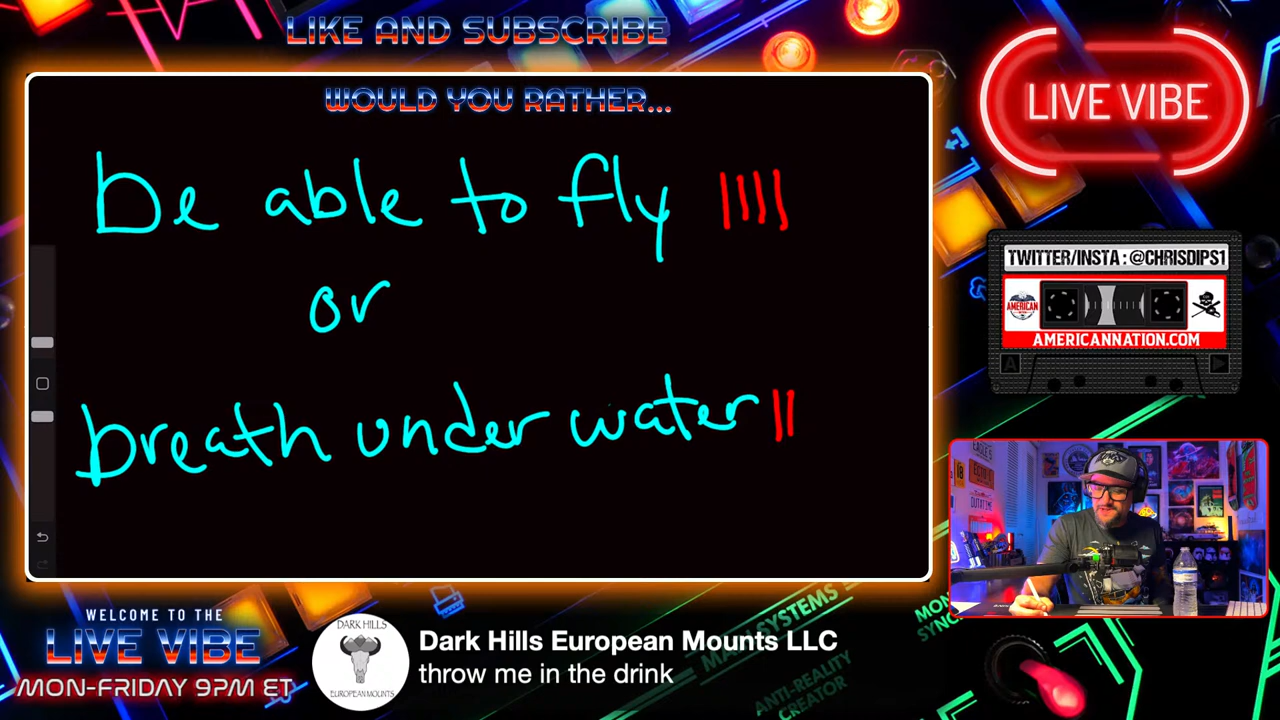 LIKE AND SUBSCRIBE
WOULD YOU RATHER...
be able to fly
or
breath under water
LIVE VIBE
TWITTER/INSTA : @CHRISDIPS1
AMERICAN
AMERICANNATION.COM
A
WELCOME TO THE
LIVE VIBE
MON-FRIDAY 9PM ET
DARK HILLS
EUROPEAN MOUNTS
Dark Hills European Mounts LLC
throw me in the drink